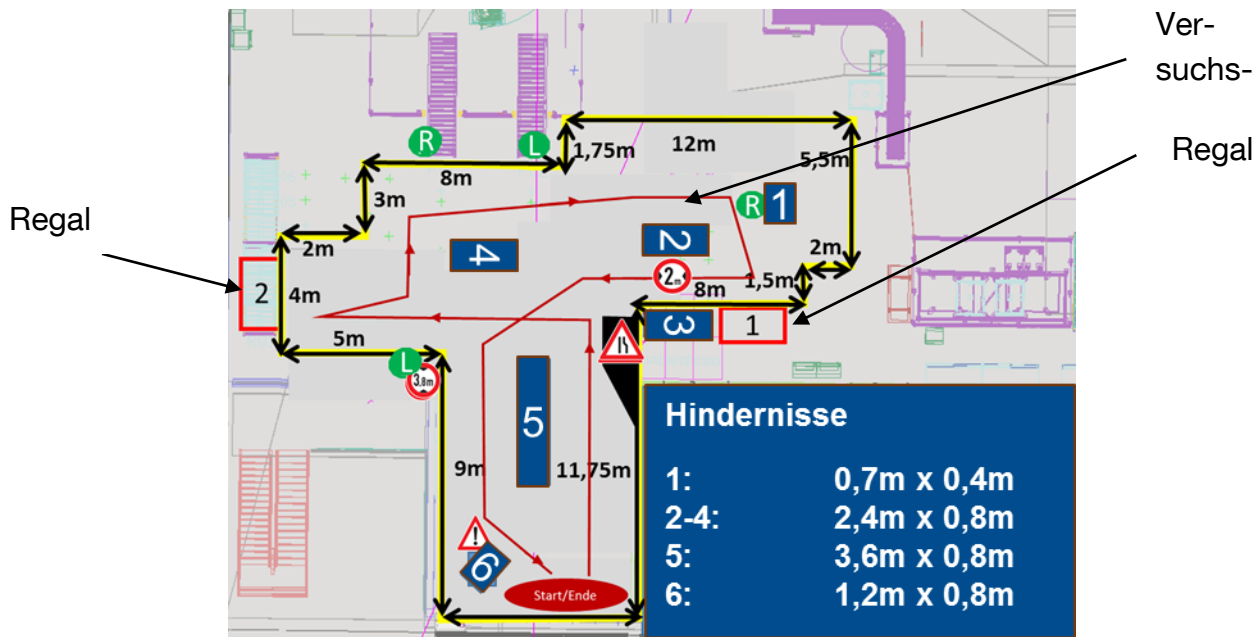 Ver-
suchs-
Regal
Regal
R
L
1,75m
12m
5,5m
8m
3m
R
1
2m
2
4
2m
2m
1,5m
8m
2
4m
3
1
5m
L
3,8m
5
9m
11,75m
!
6
Start/Ende
Hindernisse
1: 0,7m x 0,4m
2-4: 2,4m x 0,8m
5: 3,6m x 0,8m
6: 1,2m x 0,8m